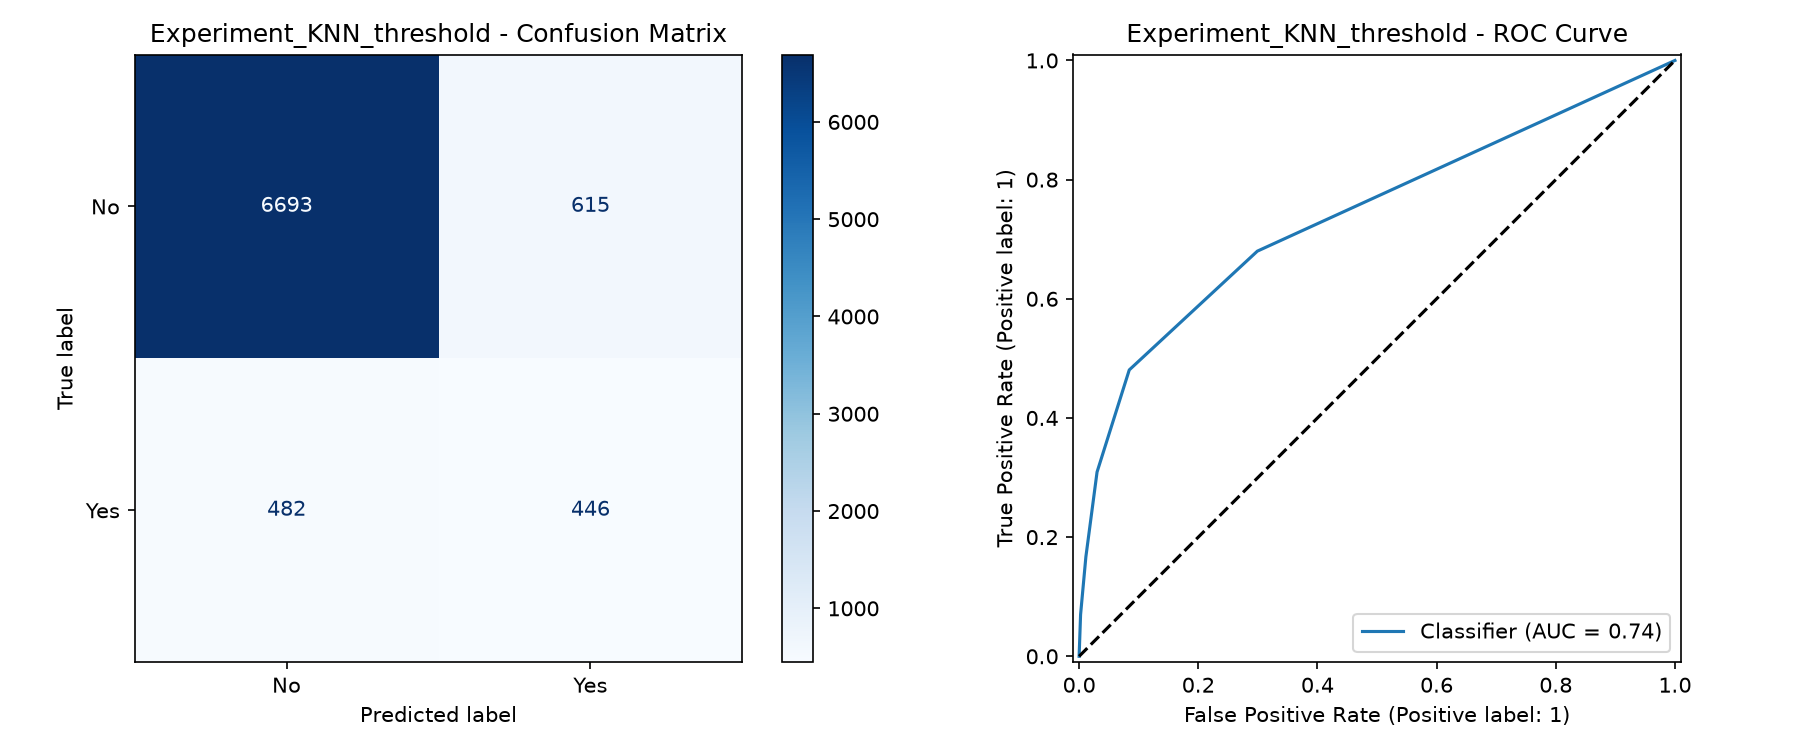 Experiment_KNN_threshold - Confusion Matrix
No
Yes
6693
615
482
446
True label
No
Yes
Predicted label
6000
5000
4000
3000
2000
1000
Experiment_KNN_threshold - ROC Curve
True Positive Rate (Positive label: 1)
1.0
0.8
0.6
0.4
0.2
0.0
Classifier (AUC = 0.74)
0.0
0.2
0.4
0.6
0.8
1.0
False Positive Rate (Positive label: 1)